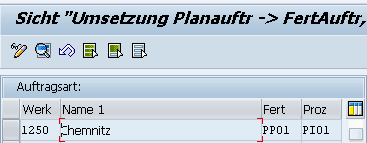 Sicht "Umsetzung Planauftr -> FertAuftr,
Auftragsart:
Werk Name 1 Fert Proz
1250 Chemnitz PP01 PI01